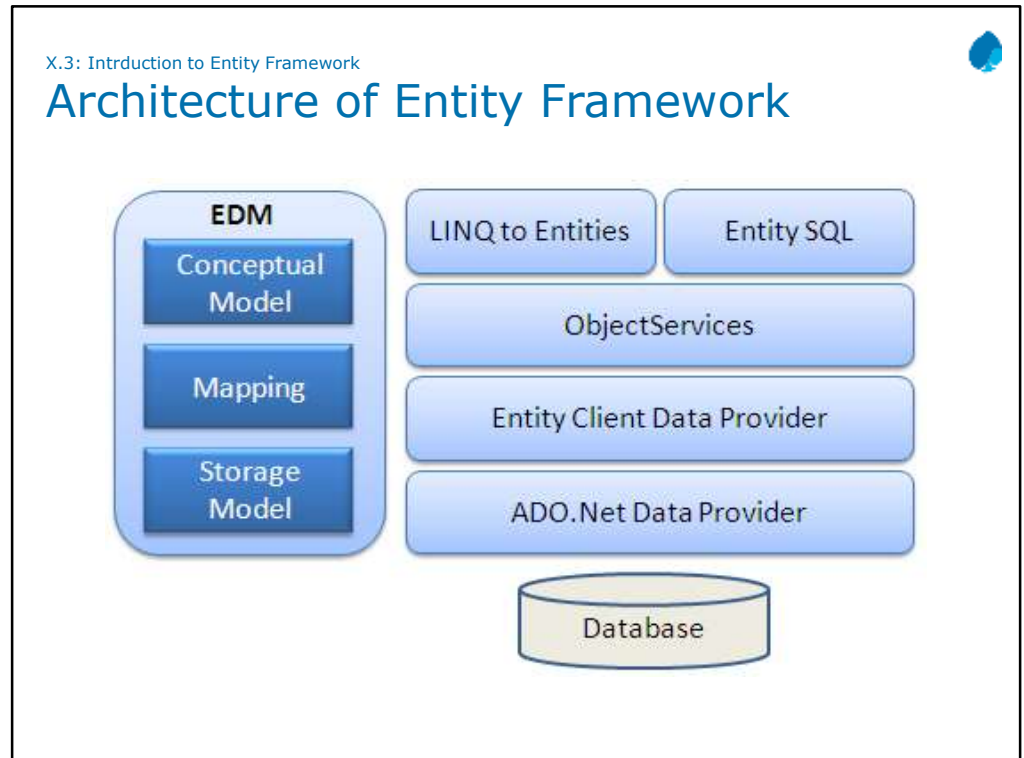 X.3: Intrduction to Entity Framework
Architecture of Entity Framework
EDM
Conceptual
Model
Mapping
Storage
Model
LINQ to Entities
Entity SQL
ObjectServices
Entity Client Data Provider
ADO.Net Data Provider
Database